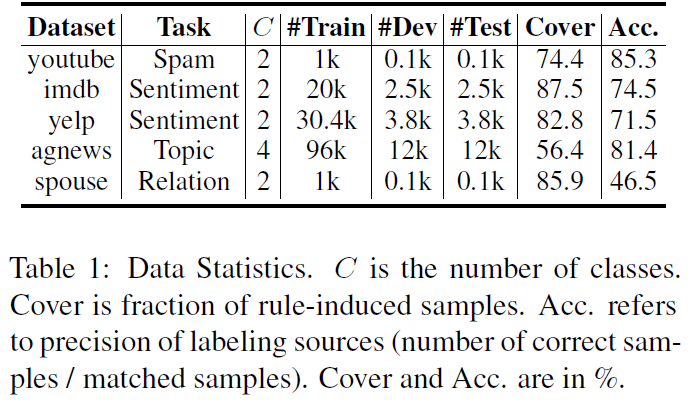 Dataset Task C #Train #Dev #Test Cover Acc.
youtube Spam 2 1k 0.1k 0.1k 74.4 85.3
imdb Sentiment 2 20k 2.5k 2.5k 87.5 74.5
yelp Sentiment 2 30.4k 3.8k 3.8k 82.8 71.5
agnews Topic 4 96k 12k 12k 56.4 81.4
spouse Relation 2 1k 0.1k 0.1k 85.9 46.5
Table 1: Data Statistics. C is the number of classes.
Cover is fraction of rule-induced samples. Acc. refers
to precision of labeling sources (number of correct sam-
ples / matched samples). Cover and Acc. are in %.